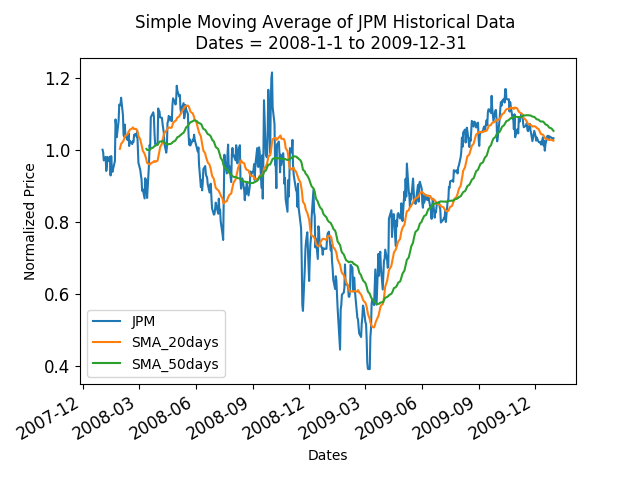 Simple Moving Average of JPM Historical Data
Dates = 2008-1-1 to 2009-12-31
Normalized Price
1.2
1.0
0.8
0.6
0.4
JPM
SMA_20days
SMA_50days
2007-12
2008-03
2008-06
2008-09
2008-12
2009-03
2009-06
2009-09
2009-12
Dates